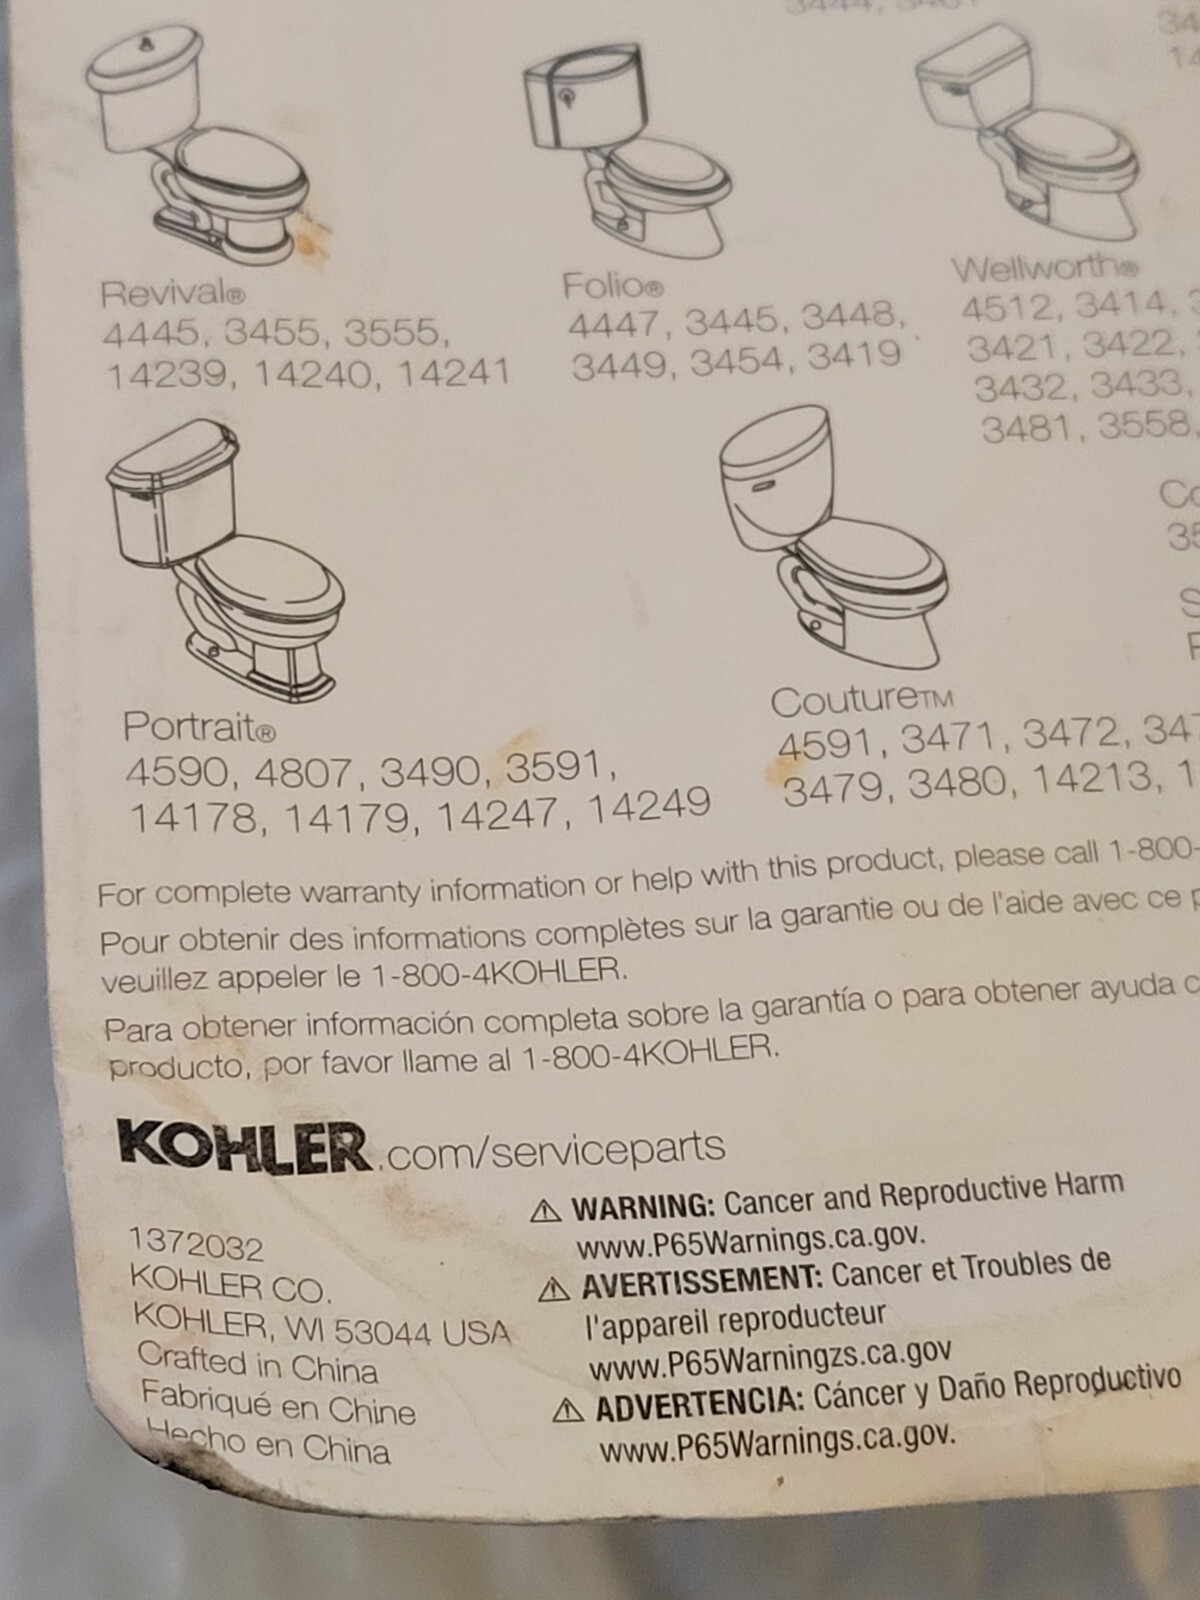 3444, 3461
Revival®
4445, 3455, 3555,
14239, 14240, 14241
Folio®
4447, 3445, 3448,
3449, 3454, 3419
Wellworth®
4512, 3414,
3421, 3422,
3432, 3433,
3481, 3558,
Portrait®
4590, 4807, 3490, 3591,
14178, 14179, 14247, 14249
Couture™
4591, 3471, 3472, 347
3479, 3480, 14213, 1
For complete warranty information or help with this product, please call 1-800-
Pour obtenir des informations complètes sur la garantie ou de l'aide avec ce p
veuillez appeler le 1-800-4KOHLER.
Para obtener información completa sobre la garantía o para obtener ayuda c
producto, por favor llame al 1-800-4KOHLER.
KOHLER.com/serviceparts
1372032
KOHLER CO.
KOHLER, WI 53044 USA
Crafted in China
Fabriqué en Chine
Hecho en China
⚠ WARNING: Cancer and Reproductive Harm
www.P65Warnings.ca.gov.
⚠ AVERTISSEMENT: Cancer et Troubles de
l'appareil reproducteur
www.P65Warningzs.ca.gov
⚠ ADVERTENCIA: Cáncer y Daño Reproductivo
www.P65Warnings.ca.gov.